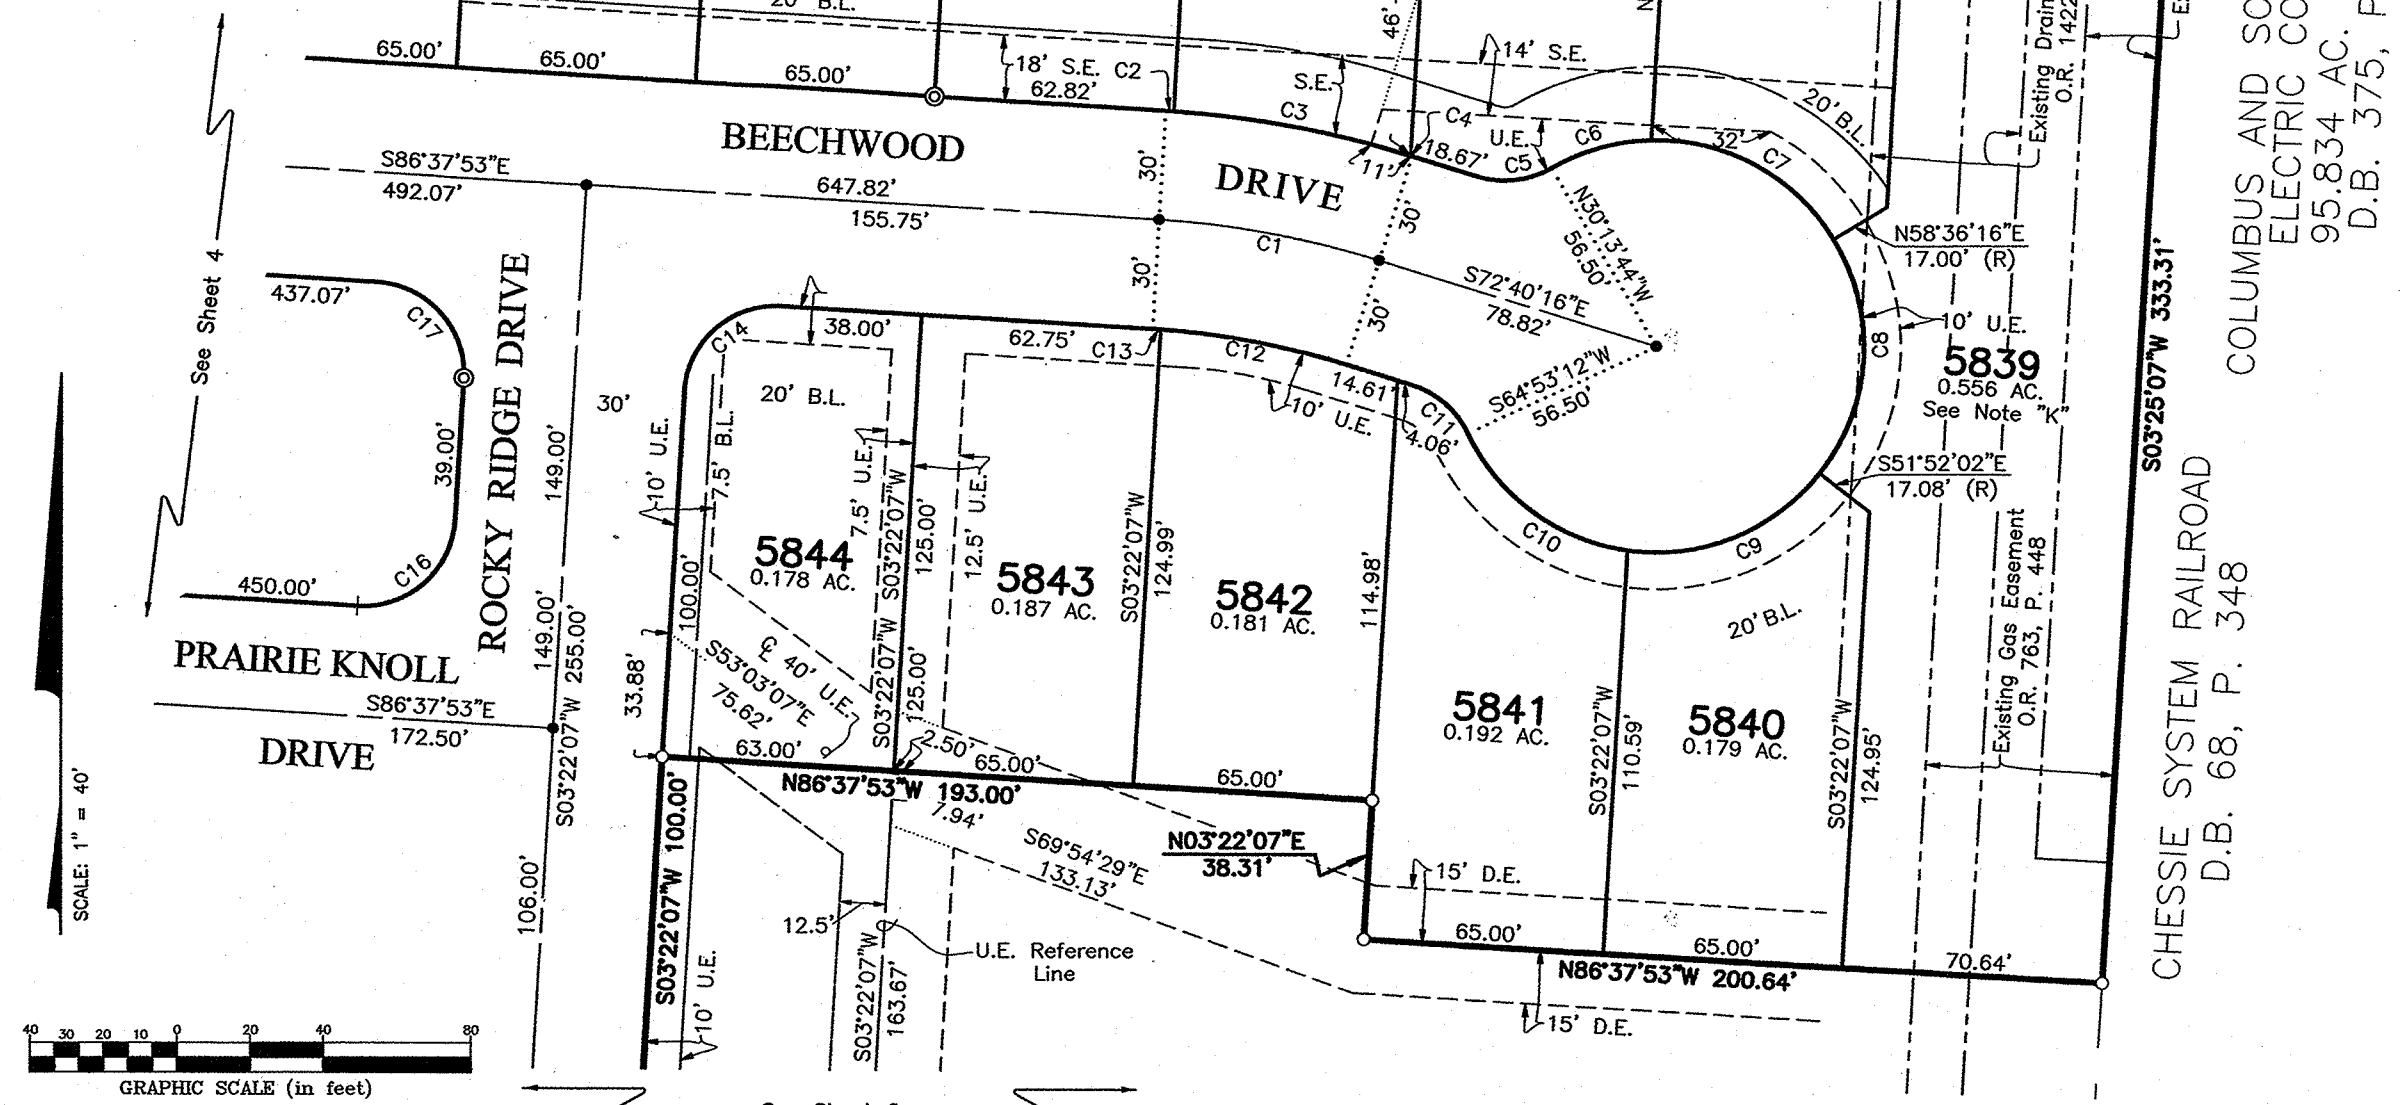 20' B.L.
65.00'
65.00'
65.00'
18' S.E.
C2
62.82'
46'
N
14' S.E.
S.E.
C3
C4
U.E.
C6
18.67'
C5
11'
32'
C7
20' B.L.
Existing Drain
O.R. 1422
COLUMBUS AND SO
ELECTRIC CO
95.834 AC.
D.B. 375, P
BEECHWOOD
DRIVE
S86°37'53"E
492.07'
647.82'
155.75'
30'
30'
30'
30'
C1
S72°40'16"E
78.82'
N30°13'44"W
56.50'
S64°53'12"W
56.50'
N58°36'16"E
17.00' (R)
10' U.E.
C8
5839
0.556 AC.
See Note "K"
S03°25'07"W 333.31'
S51°52'02"E
17.08' (R)
See Sheet 4
437.07'
C17
39.00'
C16
450.00'
ROCKY RIDGE DRIVE
149.00'
30'
149.00'
S03°22'07"W 255.00'
106.00'
PRAIRIE KNOLL
DRIVE
S86°37'53"E
172.50'
C14
38.00'
62.75'
C13
C12
14.61'
10' U.E.
C11
4.06'
20' B.L.
10' U.E.
7.5' B.L.
7.5' U.E.
S03°22'07"W
125.00'
12.5' U.E.
S03°22'07"W
124.99'
114.98'
5844
0.178 AC.
5843
0.187 AC.
5842
0.181 AC.
C10
C9
20' B.L.
100.00'
33.88'
℄ 40' U.E.
S53°03'07"E
75.62'
S03°22'07"W
125.00'
2.50'
63.00'
65.00'
65.00'
N86°37'53"W 193.00'
7.94'
5841
0.192 AC.
S03°22'07"W
110.59'
5840
0.179 AC.
S03°22'07"W
124.95'
Existing Gas Easement
O.R. 763, P. 448
CHESSIE SYSTEM RAILROAD
D.B. 68, P. 348
S69°54'29"E
133.13'
N03°22'07"E
38.31'
15' D.E.
65.00'
65.00'
70.64'
N86°37'53"W 200.64'
15' D.E.
S03°22'07"W 100.00'
10' U.E.
12.5'
S03°22'07"W
163.67'
U.E. Reference
Line
SCALE: 1" = 40'
40 30 20 10 0 20 40 80
GRAPHIC SCALE (in feet)